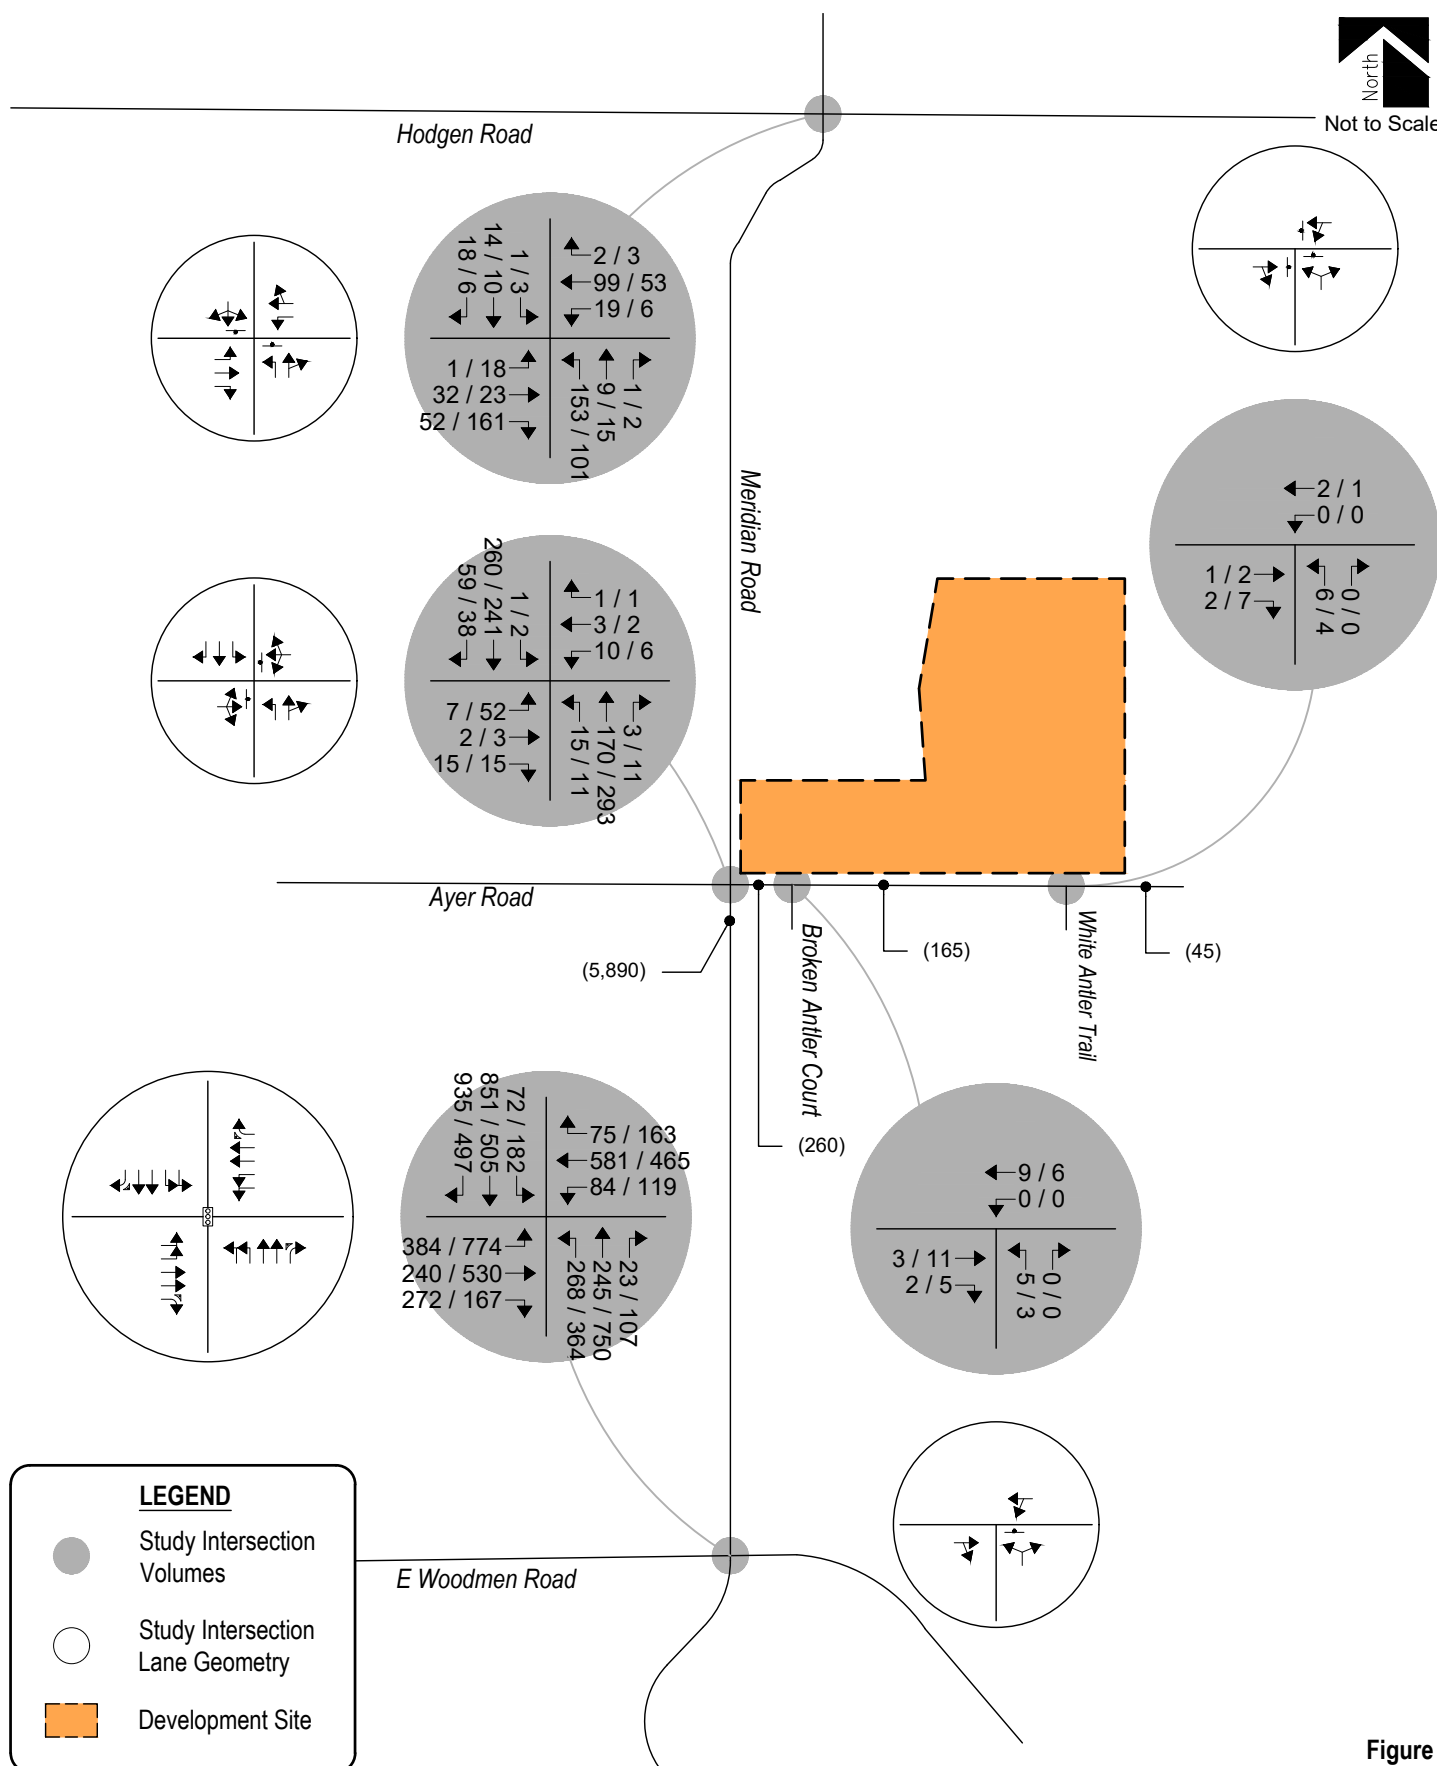 North
Not to Scale
Hodgen Road
18 / 6
14 / 10
1 / 3
2 / 3
99 / 53
19 / 6
1 / 18
32 / 23
52 / 161
153 / 101
9 / 15
1 / 2
Meridian Road
2 / 1
0 / 0
1 / 2
2 / 7
6 / 4
0 / 0
59 / 38
260 / 241
1 / 2
1 / 1
3 / 2
10 / 6
7 / 52
2 / 3
15 / 15
15 / 11
170 / 293
3 / 11
Ayer Road
(5,890)
Broken Antler Court
(165)
White Antler Trail
(45)
(260)
935 / 497
851 / 505
72 / 182
75 / 163
581 / 465
84 / 119
384 / 774
240 / 530
272 / 167
268 / 364
245 / 750
23 / 107
9 / 6
0 / 0
3 / 11
2 / 5
5 / 3
0 / 0
E Woodmen Road
LEGEND
Study Intersection
Volumes
Study Intersection
Lane Geometry
Development Site
Figure